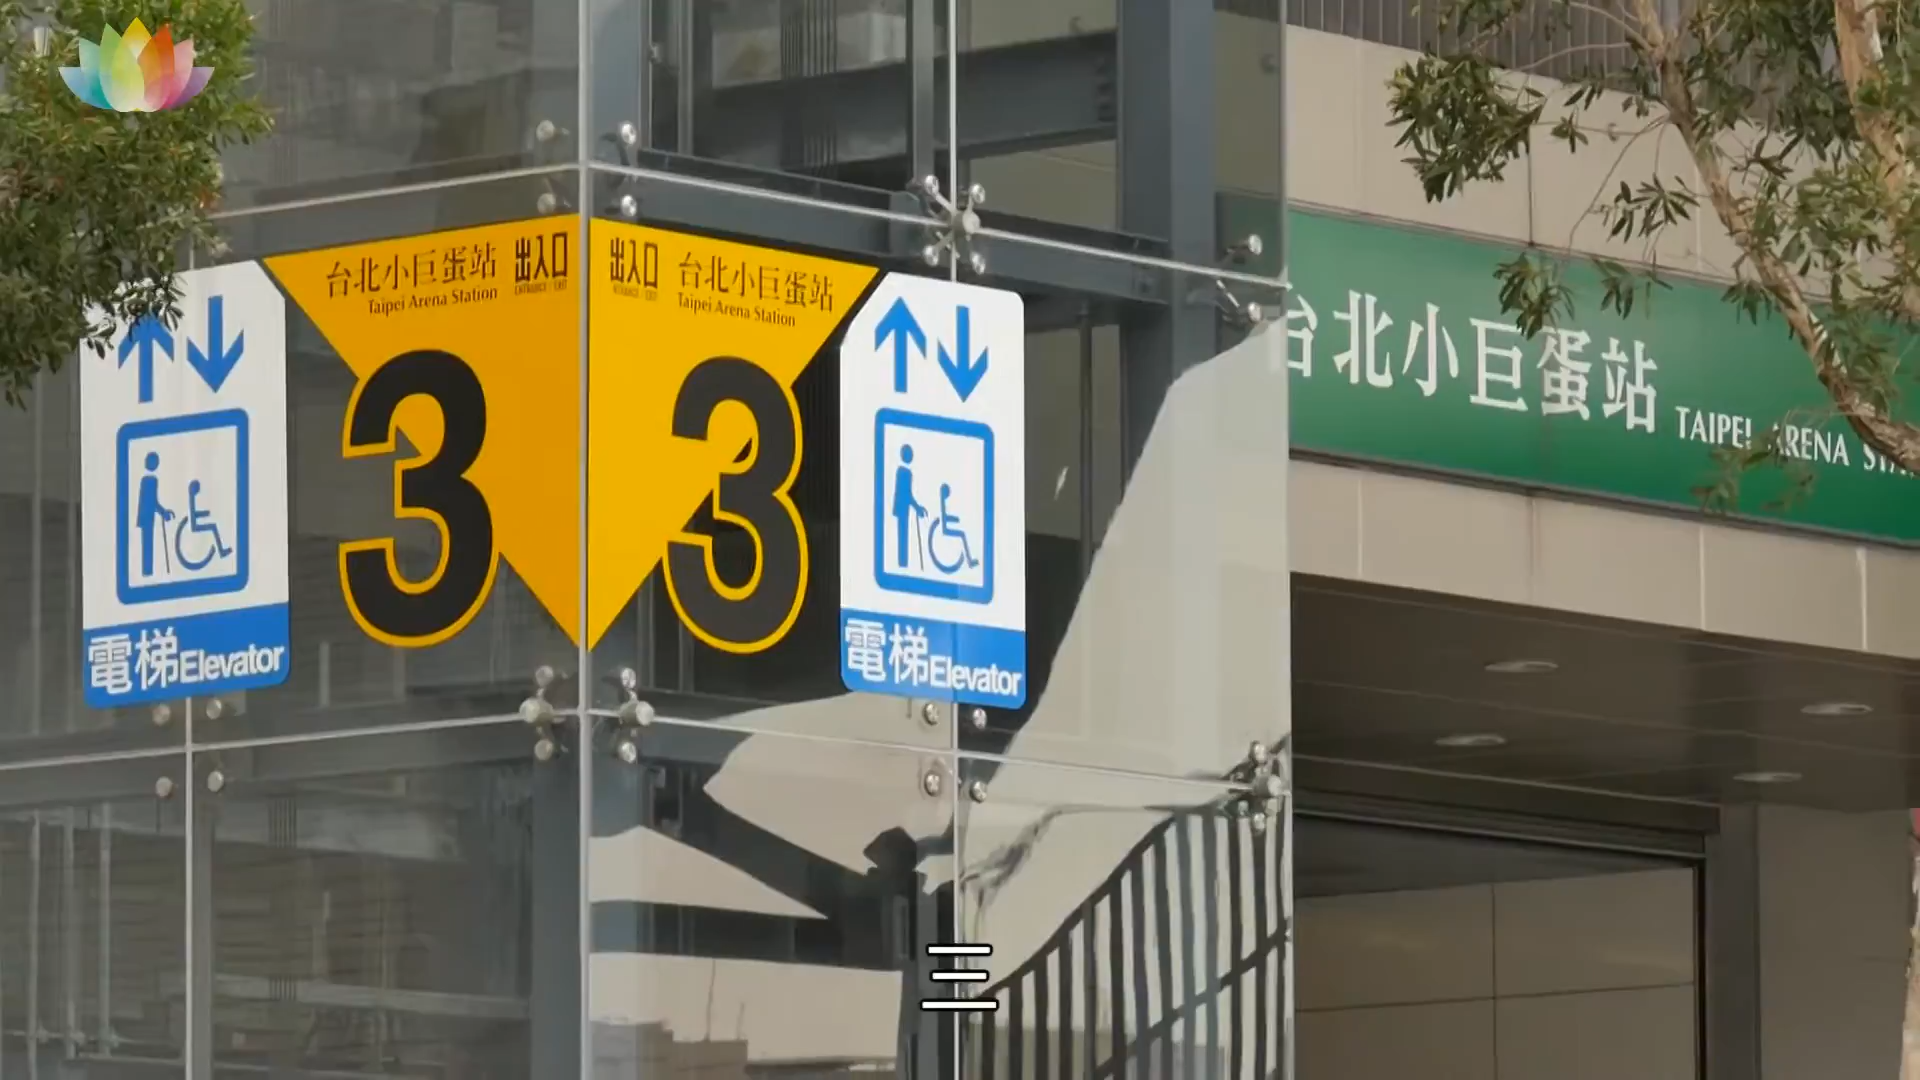 台北小巨蛋站 出入口
Taipei Arena Station
3
電梯Elevator
出入口 台北小巨蛋站
Taipei Arena Station
3
電梯Elevator
台北小巨蛋站 TAIPEI ARENA
三